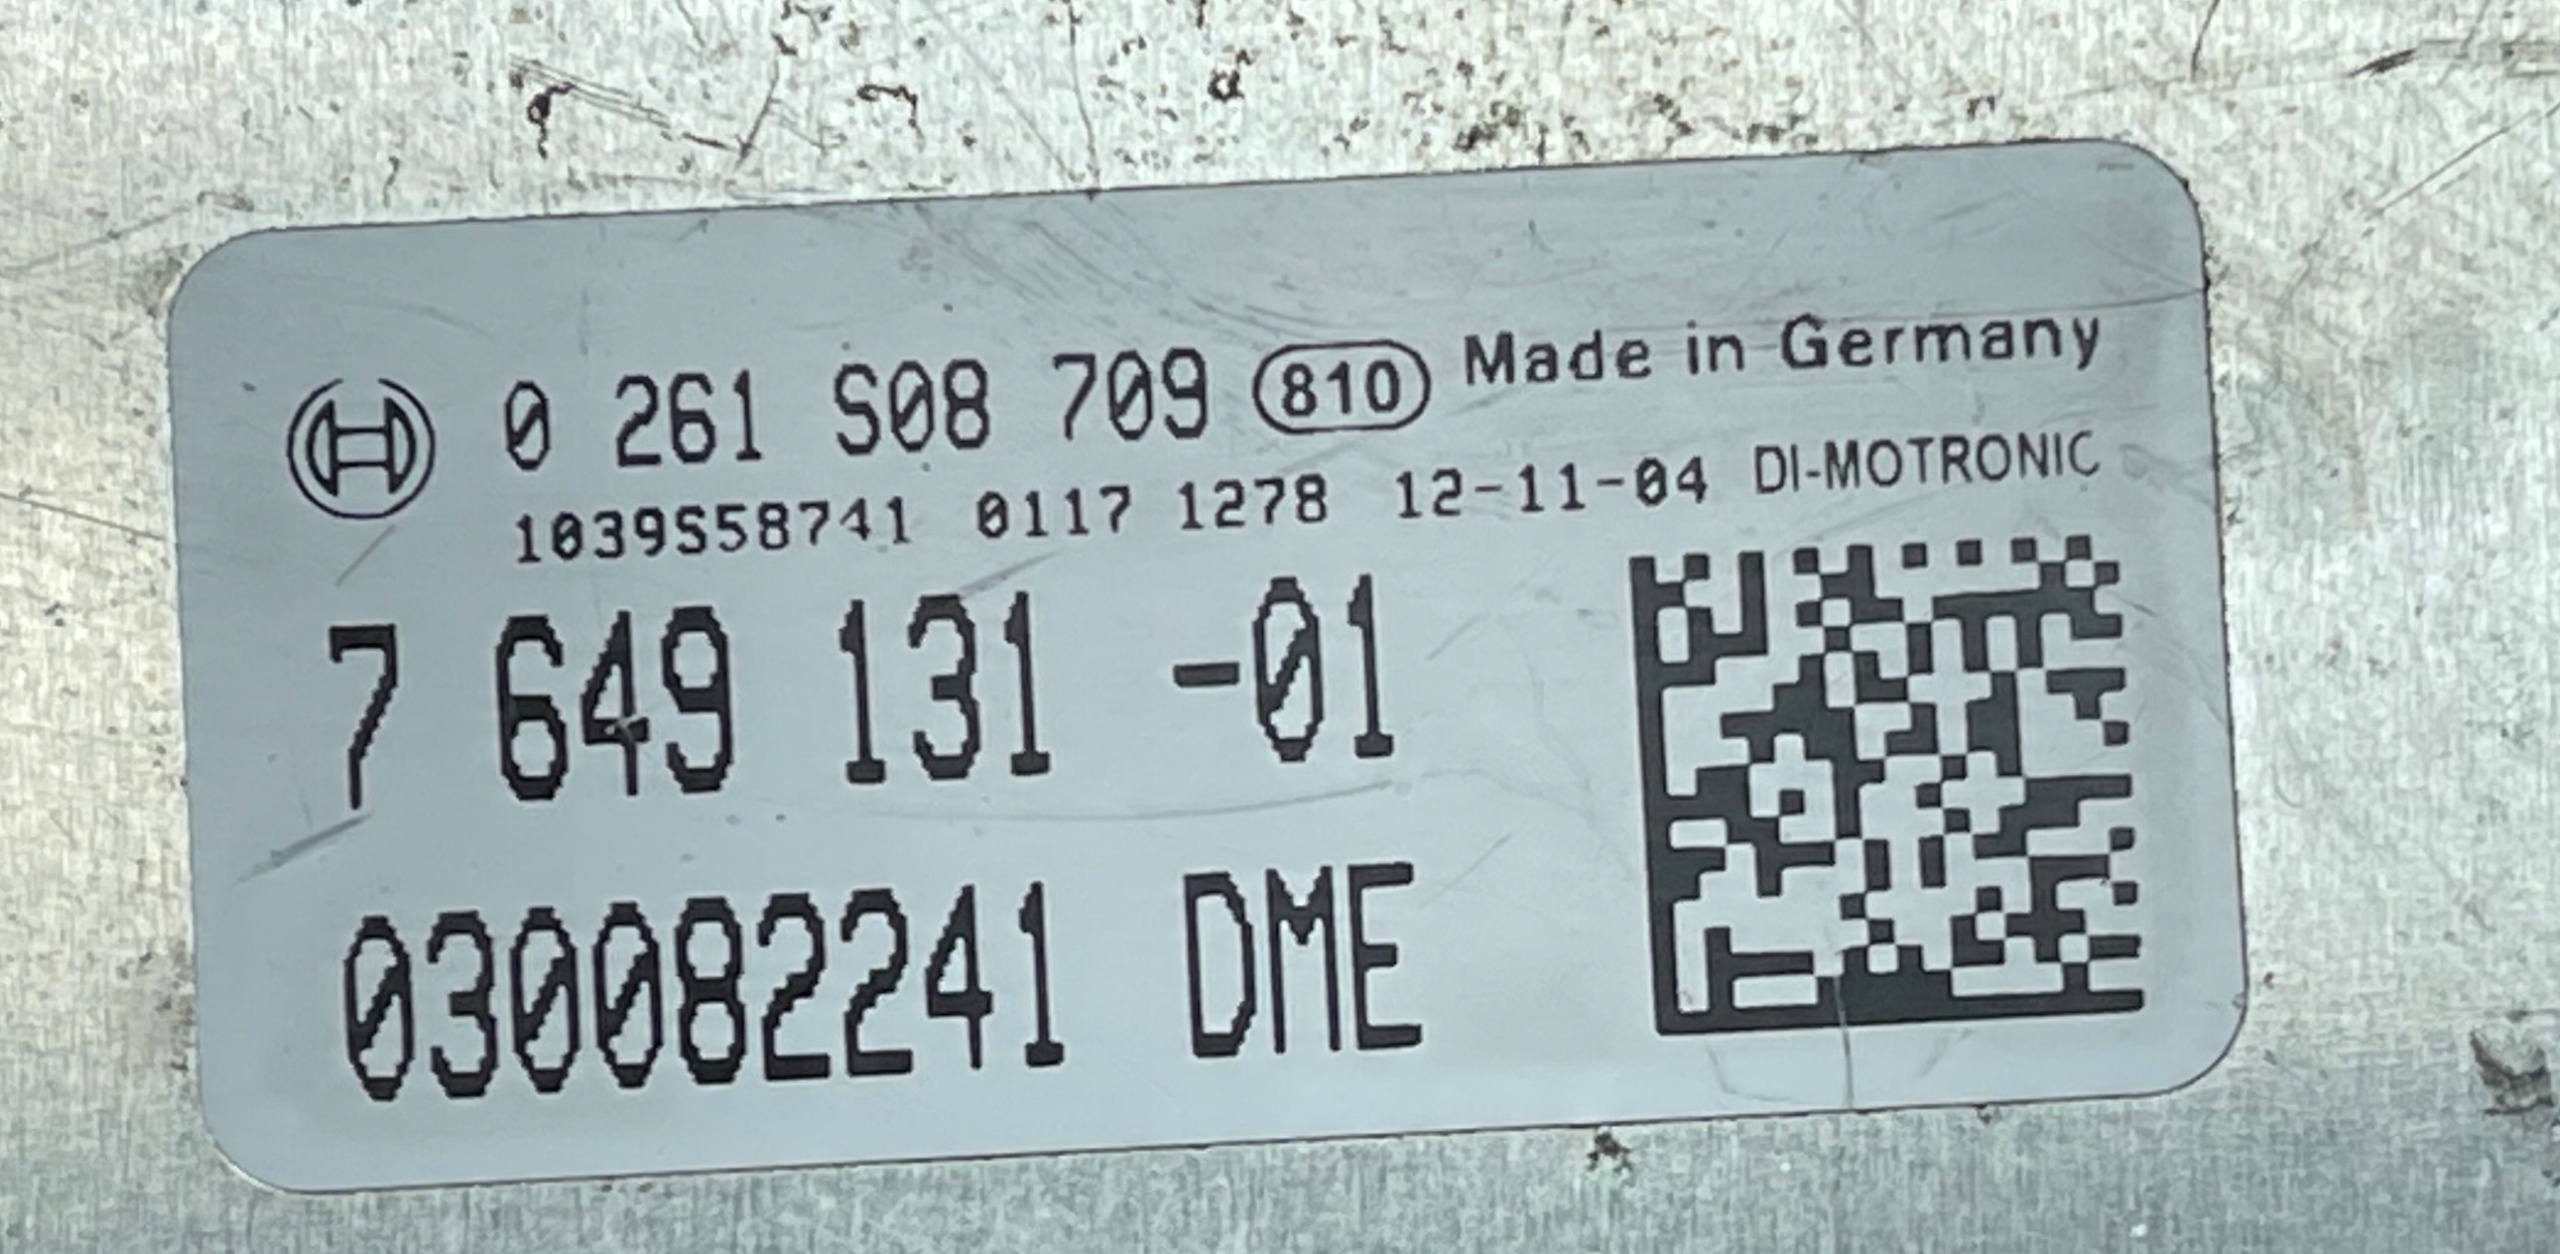 0 261 S08 709 810 Made in Germany
1039S58741 0117 1278 12-11-04 DI-MOTRONIC
7 649 131 -01
030082241 DME